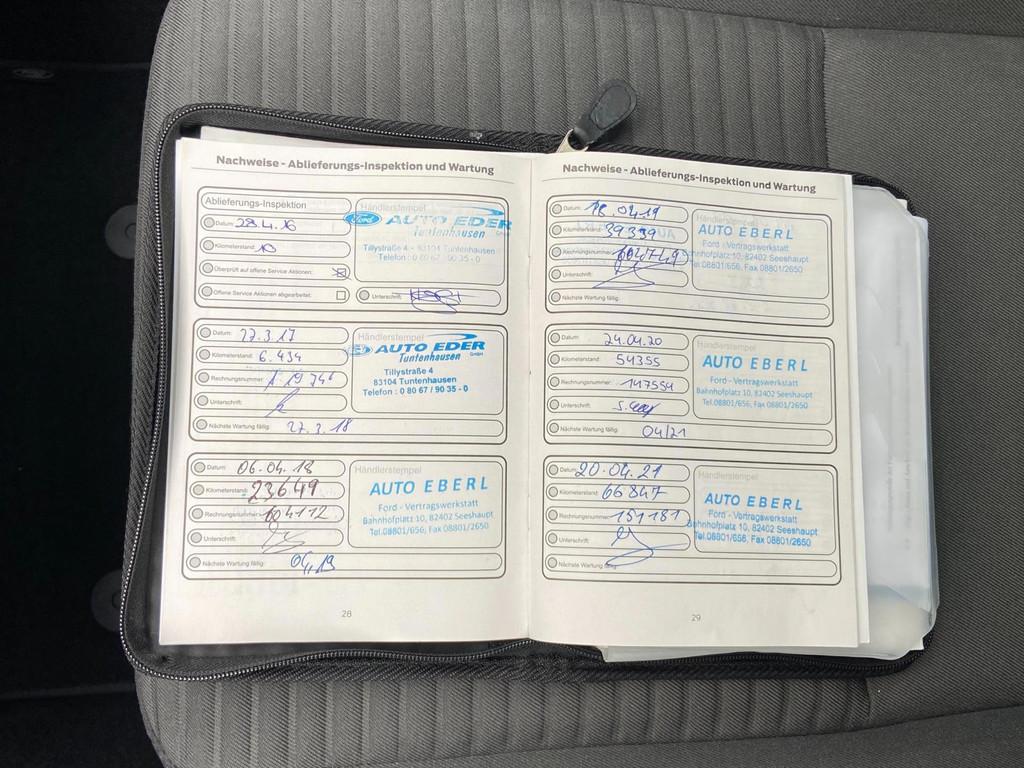 Nachweise - Ablieferungs-Inspektion und Wartung
Ablieferungs-Inspektion
Datum: 28.4.16
Kilometerstand: 10
Überprüft auf offene Service Aktionen:
Offene Service Aktionen abgearbeitet:
Händlerstempel
Ford AUTO EDER GmbH
Tuntenhausen
Tillystraße 4 - 83104 Tuntenhausen
Telefon: 0 80 67 / 90 35 - 0
Unterschrift:
Datum: 27.3.17
Kilometerstand: 6.434
Rechnungsnummer:
Unterschrift:
Nächste Wartung fällig: 27.3.18
Händlerstempel
AUTO EDER
Tuntenhausen GmbH
Tillystraße 4
83104 Tuntenhausen
Telefon : 0 80 67 / 90 35 - 0
Datum: 06.04.18
Kilometerstand: 23649
Rechnungsnummer: 104112
Unterschrift:
Nächste Wartung fällig: 04.19
Händlerstempel
AUTO EBERL
Ford - Vertragswerkstatt
Bahnhofplatz 10, 82402 Seeshaupt
Tel.08801/656, Fax 08801/2650
28
Nachweise - Ablieferungs-Inspektion und Wartung
Datum: 18.04.19
Kilometerstand: 39399
Rechnungsnummer:
Unterschrift:
Nächste Wartung fällig:
Händlerstempel
AUTO EBERL
Ford - Vertragswerkstatt
Bahnhofplatz 10, 82402 Seeshaupt
Tel.08801/656, Fax 08801/2650
Datum: 24.04.20
Kilometerstand: 54355
Rechnungsnummer: 147554
Unterschrift:
Nächste Wartung fällig: 04/21
Händlerstempel
AUTO EBERL
Ford - Vertragswerkstatt
Bahnhofplatz 10, 82402 Seeshaupt
Tel.08801/656, Fax 08801/2650
Datum: 20.04.21
Kilometerstand: 66347
Rechnungsnummer: 151181
Unterschrift:
Nächste Wartung fällig:
Händlerstempel
AUTO EBERL
Ford - Vertragswerkstatt
Bahnhofplatz 10, 82402 Seeshaupt
Tel.08801/656, Fax 08801/2650
29